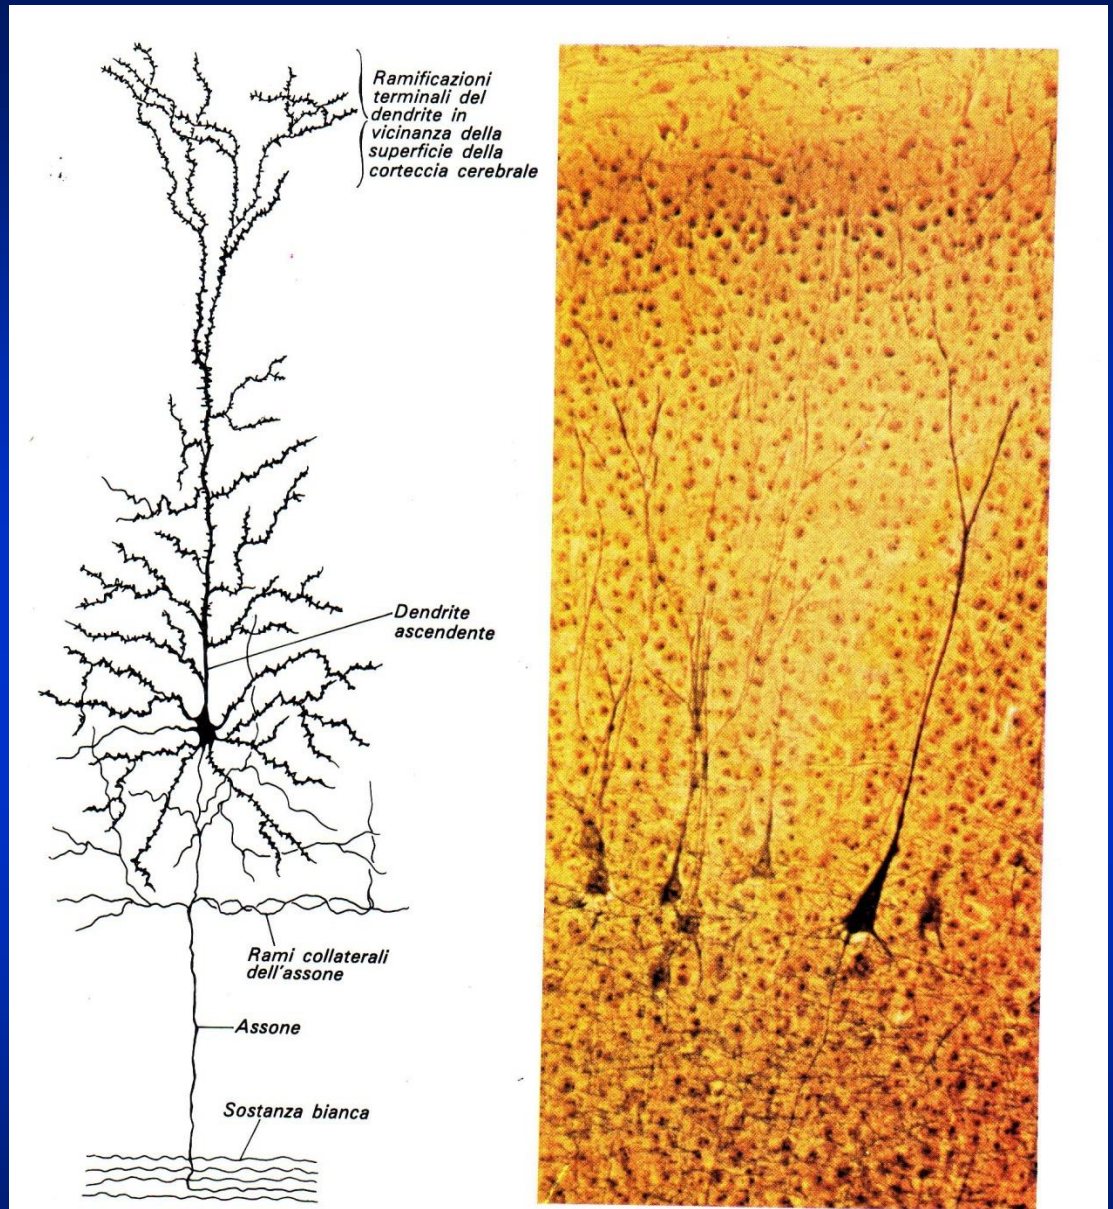 Ramificazioni
terminali del
dendrite in
vicinanza della
superficie della
corteccia cerebrale
Dendrite
ascendente
Rami collaterali
dell'assone
Assone
Sostanza bianca